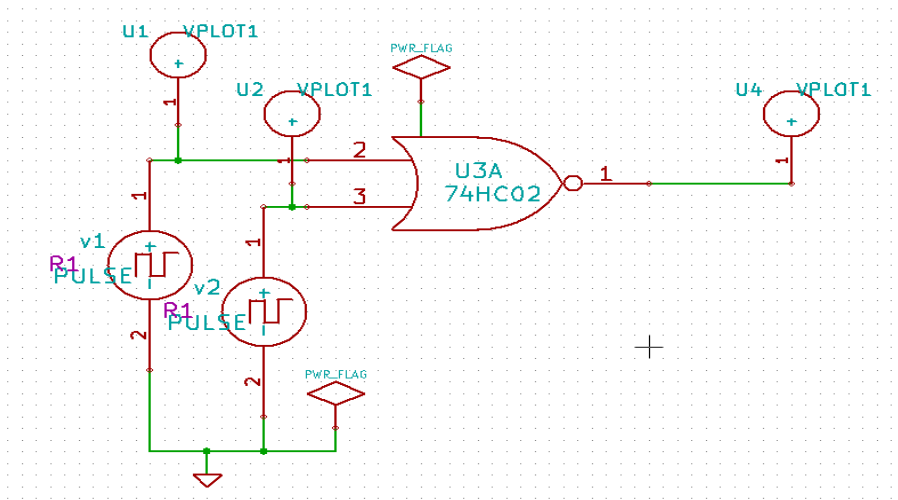 U1 VPLOT1
1
PWR_FLAG
U2 VPLOT1
1
U4 VPLOT1
1
2
3
U3A
74HC02
1
1
v1
R1
PULSE
2
1
v2
R1
PULSE
2
PWR_FLAG